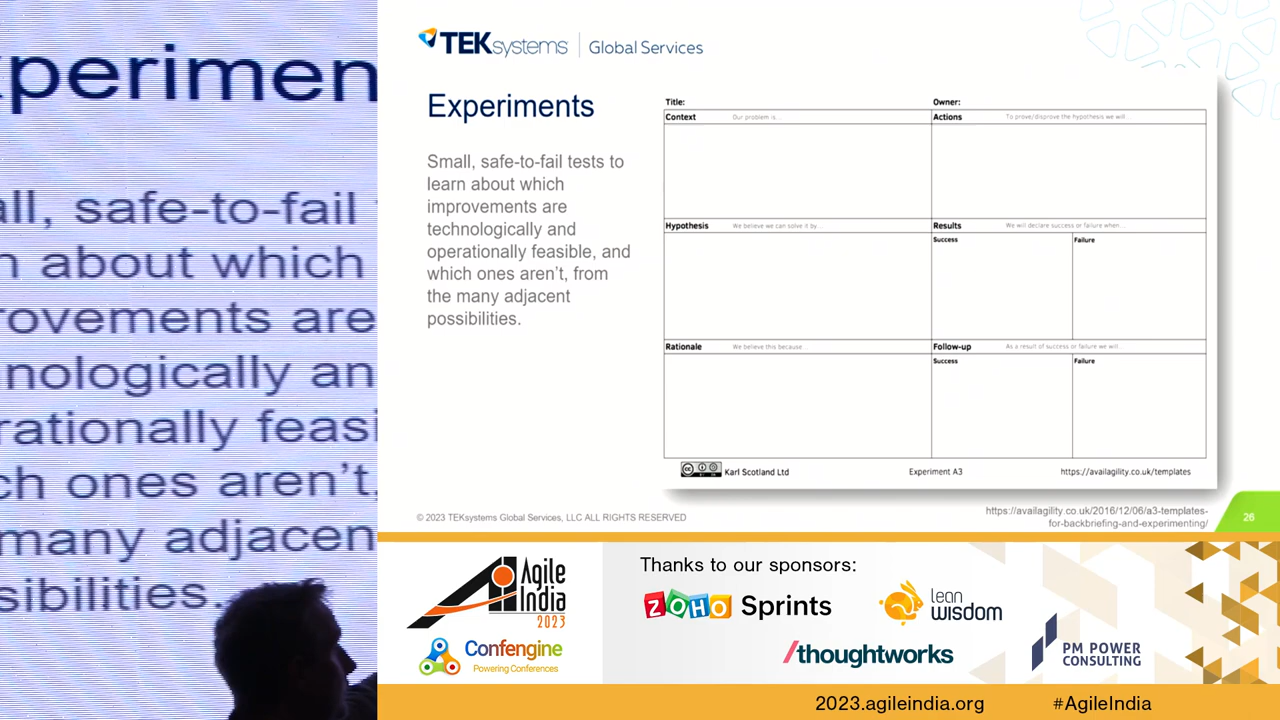 xperimen
all, safe-to-fail
about which
rovements are
nologically an
rationally feasi
ch ones aren't,
many adjacen
sibilities.
TEKsystems Global Services
Experiments
Small, safe-to-fail tests to
learn about which
improvements are
technologically and
operationally feasible, and
which ones aren't, from
the many adjacent
possibilities.
Title: Owner:
Context Our problem is... Actions To prove/disprove the hypothesis we will...
Hypothesis We believe we can solve it by ... Results We will declare success or failure when...
Success Failure
Rationale We believe this because ... Follow-up As a result of success or failure we will...
Success Failure
Karl Scotland Ltd Experiment A3 https://availagility.co.uk/templates
https://availagility.co.uk/2016/12/06/a3-templates-
for-backbriefing-and-experimenting/
© 2023 TEKsystems Global Services, LLC ALL RIGHTS RESERVED
26
Agile
India
2023
Confengine
Powering Conferences
Thanks to our sponsors:
ZOHO Sprints
lean
wisdom
/thoughtworks
PM POWER
CONSULTING
2023.agileindia.org #AgileIndia